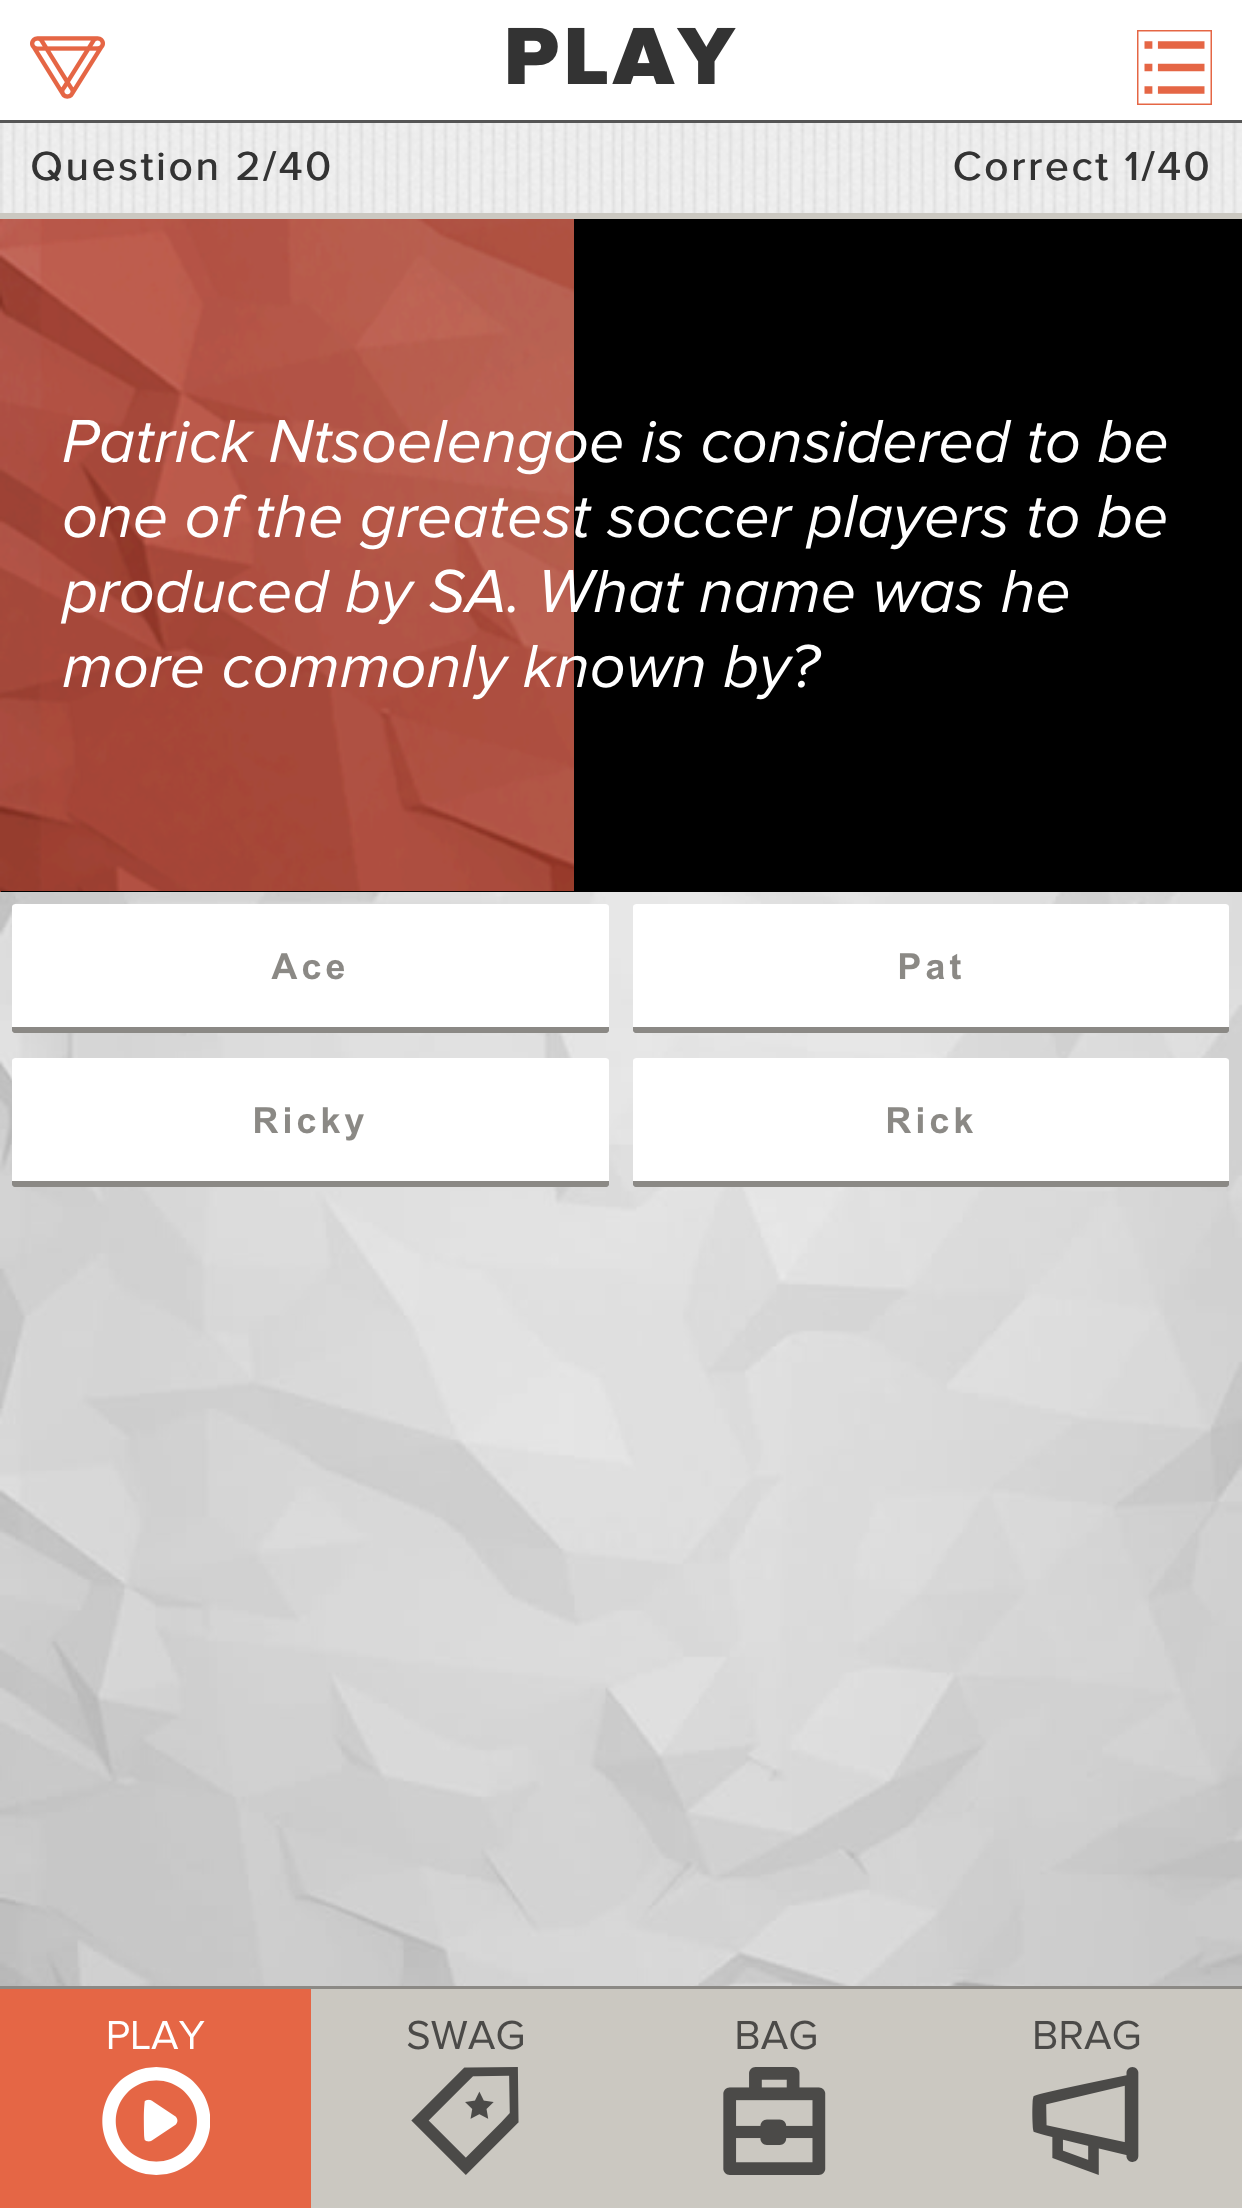 PLAY
Question 2/40
Correct 1/40
Patrick Ntsoelengoe is considered to be
one of the greatest soccer players to be
produced by SA. What name was he
more commonly known by?
Ace
Pat
Ricky
Rick
PLAY
SWAG
BAG
BRAG